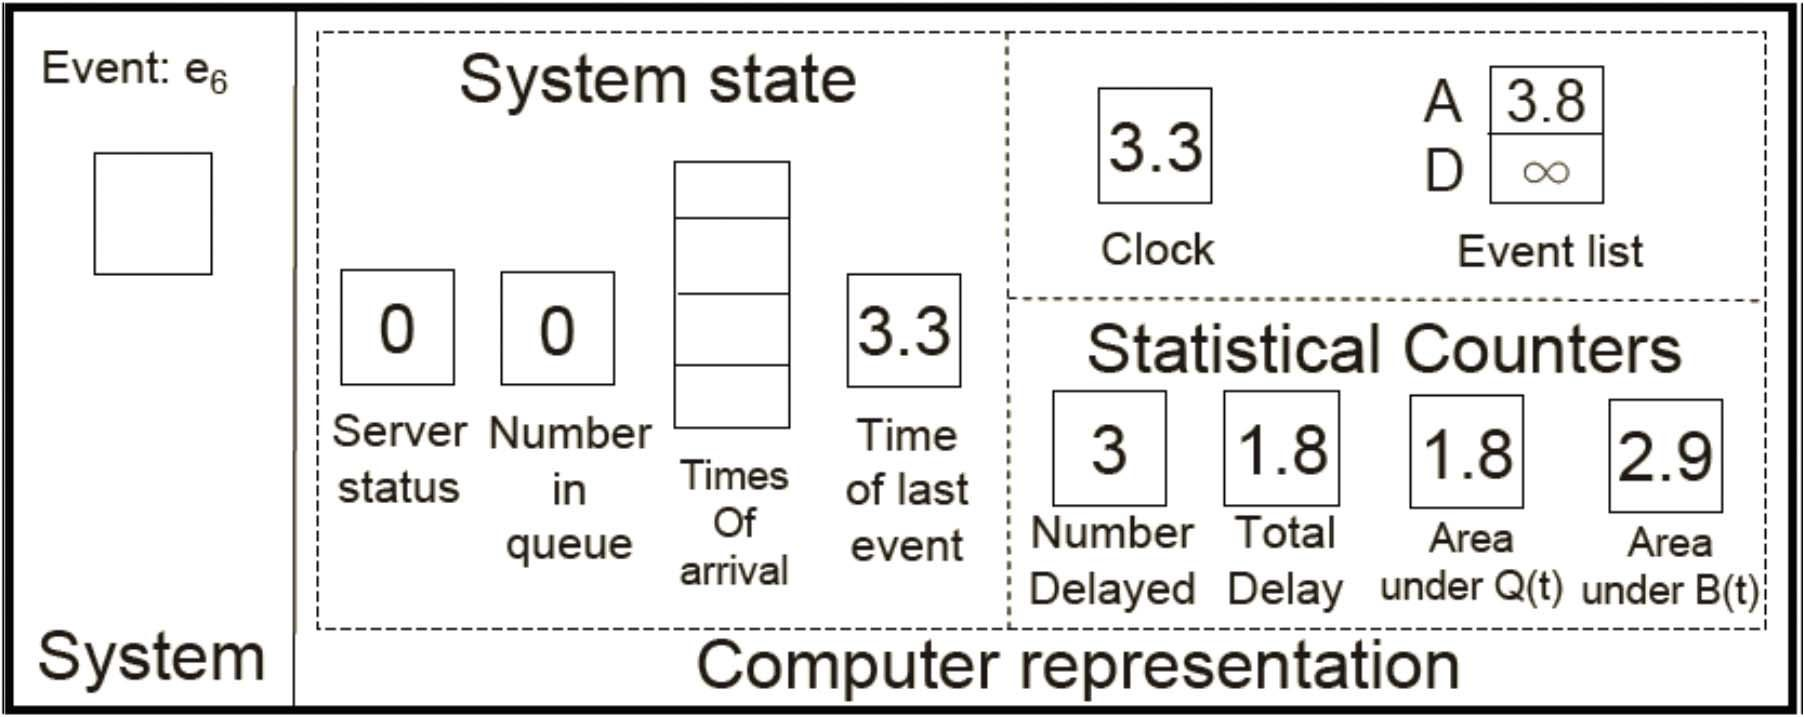 Event: e6
System
System state
0
Server
status
0
Number
in
queue
Times
Of
arrival
3.3
Time
of last
event
3.3
Clock
A 3.8
D ∞
Event list
Statistical Counters
3
Number
Delayed
1.8
Total
Delay
1.8
Area
under Q(t)
2.9
Area
under B(t)
Computer representation